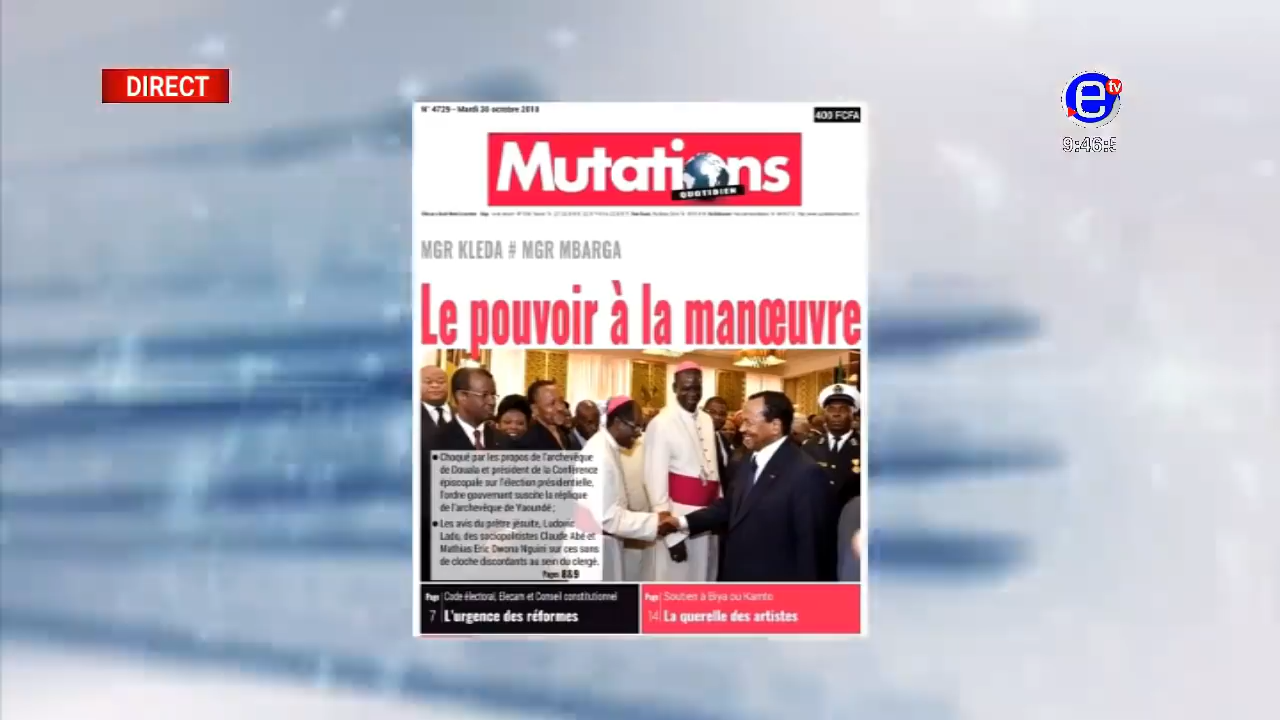 DIRECT
e tv
9:46:5
N° 4729 - Mardi 30 octobre 2018
400 FCFA
Mutations
QUOTIDIEN
MGR KLEDA # MGR MBARGA
Le pouvoir à la manœuvre
• Choqué par les propos de l'archevêque
de Douala et président de la Conférence
épiscopale sur l'élection présidentielle,
l'ordre gouvernant suscite la réplique
de l'archevêque de Yaoundé ;
• Les avis du prêtre jésuite, Ludovic
Lado, des sociopolitistes Claude Abé et
Mathias Eric Owona Nguini sur ces sons
de cloche discordants au sein du clergé.
Pages 8&9
Page 7
Code électoral, Elecam et Conseil constitutionnel
L'urgence des réformes
Page 14
Soutien à Biya ou Kamto
La querelle des artistes